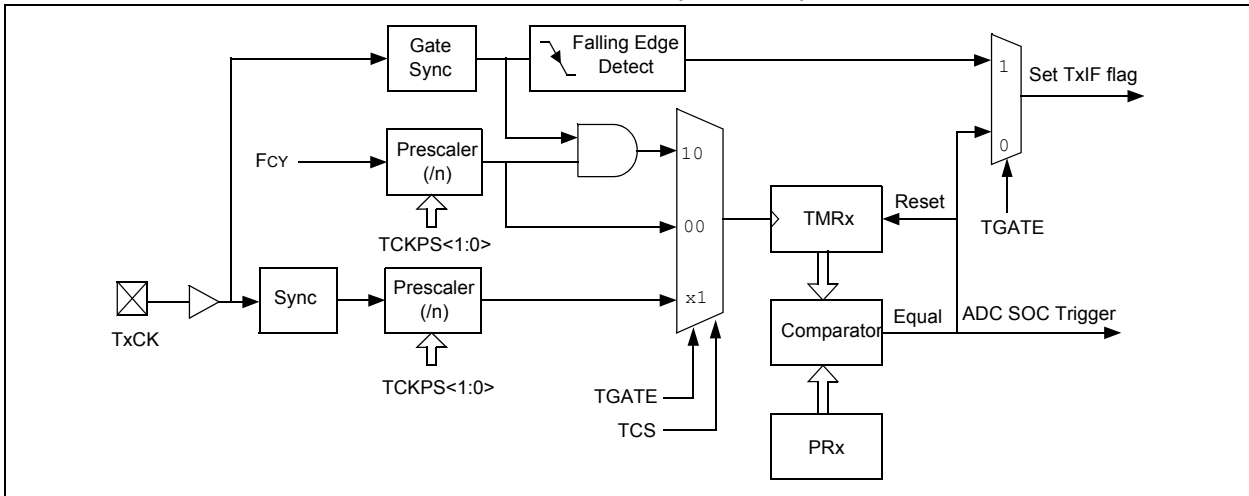 Gate
Sync
Falling Edge
Detect
1
Set TxIF flag
0
TGATE
FCY
Prescaler
(/n)
TCKPS<1:0>
10
00
x1
TxCK
Sync
Prescaler
(/n)
TCKPS<1:0>
TGATE
TCS
TMRx
Reset
Comparator
Equal
ADC SOC Trigger
PRx